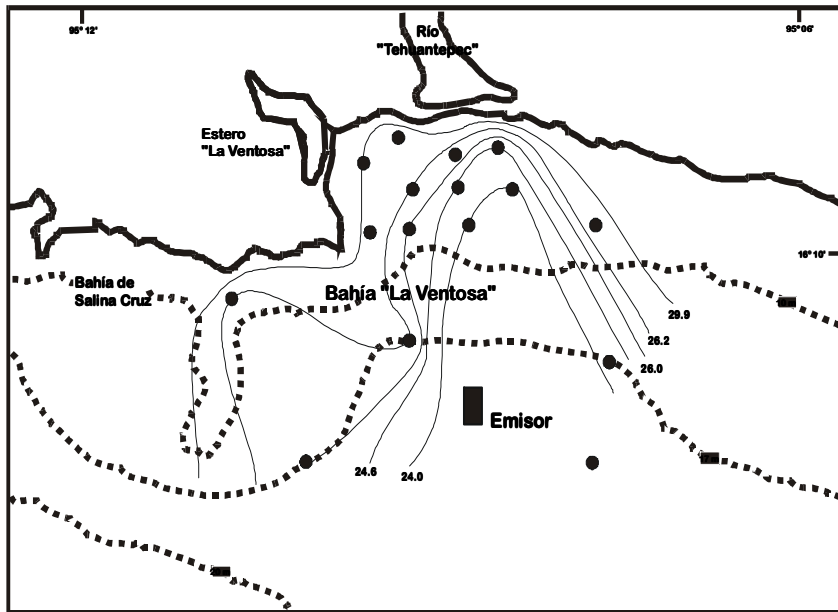 95° 12'
95° 06'
Río
"Tehuantepec"
Estero
"La Ventosa"
16° 10'
Bahía de
Salina Cruz
Bahía "La Ventosa"
29.9
26.2
26.0
Emisor
24.6
24.0